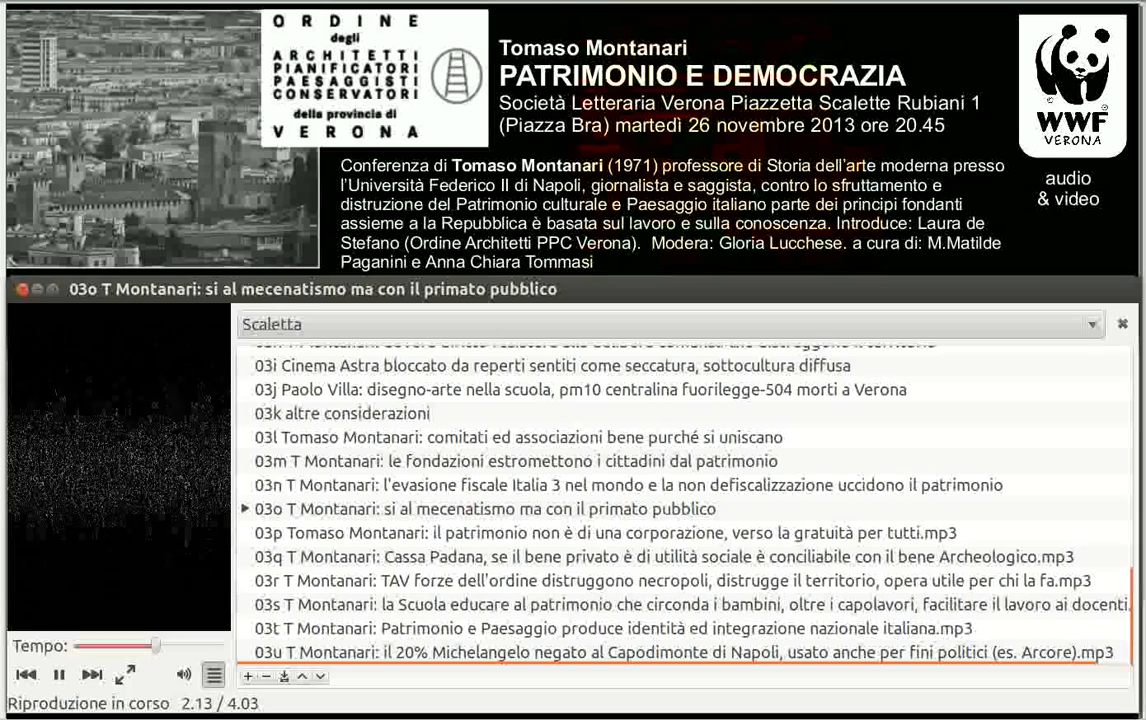 ORDINE
degli
ARCHITETTI
PIANIFICATORI
PAESAGGISTI
CONSERVATORI
della provincia di
VERONA
Tomaso Montanari
PATRIMONIO E DEMOCRAZIA
Società Letteraria Verona Piazzetta Scalette Rubiani 1
(Piazza Bra) martedì 26 novembre 2013 ore 20.45
WWF
VERONA
audio
& video
Conferenza di Tomaso Montanari (1971) professore di Storia dell'arte moderna presso
l'Università Federico II di Napoli, giornalista e saggista, contro lo sfruttamento e
distruzione del Patrimonio culturale e Paesaggio italiano parte dei principi fondanti
assieme a la Repubblica è basata sul lavoro e sulla conoscenza. Introduce: Laura de
Stefano (Ordine Architetti PPC Verona). Modera: Gloria Lucchese. a cura di: M.Matilde
Paganini e Anna Chiara Tommasi
03o T Montanari: si al mecenatismo ma con il primato pubblico
Scaletta
03i Cinema Astra bloccato da reperti sentiti come seccatura, sottocultura diffusa
03j Paolo Villa: disegno-arte nella scuola, pm10 centralina fuorilegge-504 morti a Verona
03k altre considerazioni
03l Tomaso Montanari: comitati ed associazioni bene purché si uniscano
03m T Montanari: le fondazioni estromettono i cittadini dal patrimonio
03n T Montanari: l'evasione fiscale Italia 3 nel mondo e la non defiscalizzazione uccidono il patrimonio
03o T Montanari: si al mecenatismo ma con il primato pubblico
03p Tomaso Montanari: il patrimonio non è di una corporazione, verso la gratuità per tutti.mp3
03q T Montanari: Cassa Padana, se il bene privato è di utilità sociale è conciliabile con il bene Archeologico.mp3
03r T Montanari: TAV forze dell'ordine distruggono necropoli, distrugge il territorio, opera utile per chi la fa.mp3
03s T Montanari: la Scuola educare al patrimonio che circonda i bambini, oltre i capolavori, facilitare il lavoro ai docenti.
03t T Montanari: Patrimonio e Paesaggio produce identità ed integrazione nazionale italiana.mp3
03u T Montanari: il 20% Michelangelo negato al Capodimonte di Napoli, usato anche per fini politici (es. Arcore).mp3
Tempo:
Riproduzione in corso 2.13 / 4.03